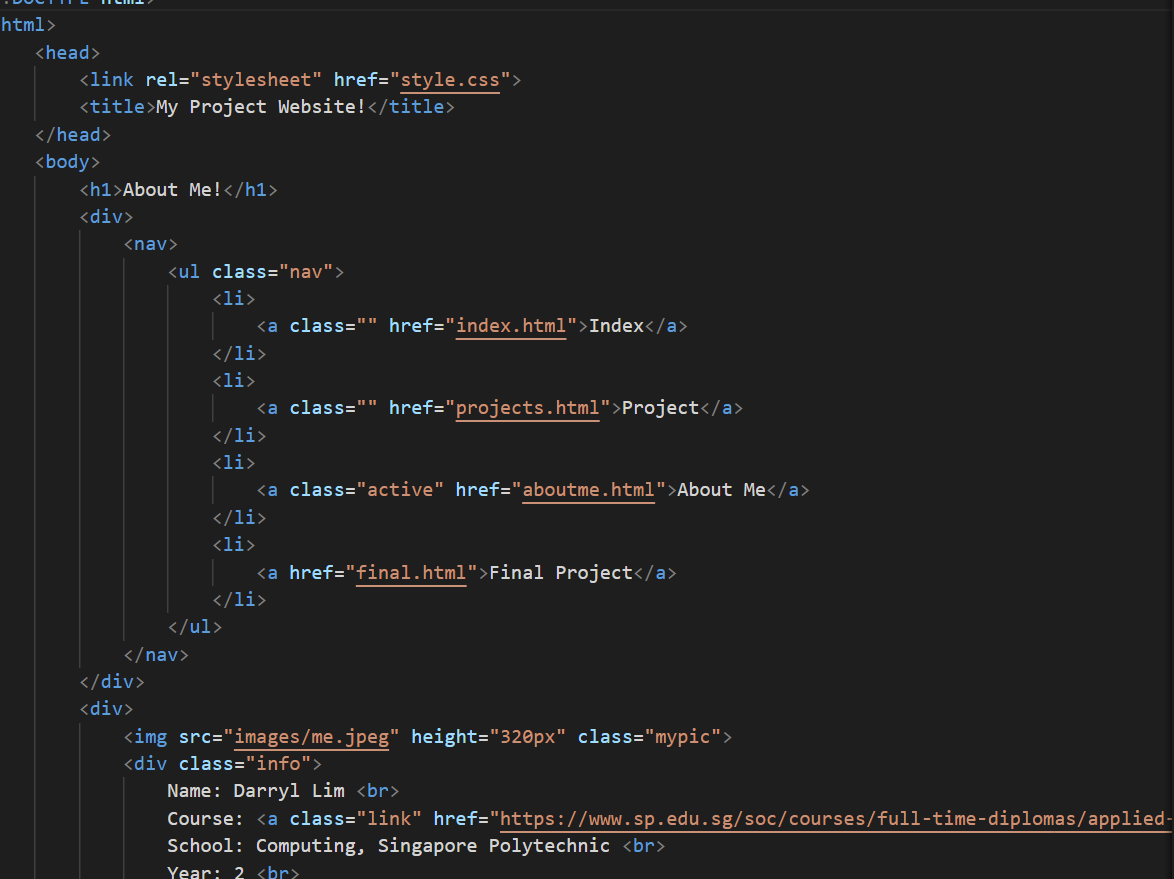 html>
<head>
<link rel="stylesheet" href="style.css">
<title>My Project Website!</title>
</head>
<body>
<h1>About Me!</h1>
<div>
<nav>
<ul class="nav">
<li>
<a class="" href="index.html">Index</a>
</li>
<li>
<a class="" href="projects.html">Project</a>
</li>
<li>
<a class="active" href="aboutme.html">About Me</a>
</li>
<li>
<a href="final.html">Final Project</a>
</li>
</ul>
</nav>
</div>
<div>
<img src="images/me.jpeg" height="320px" class="mypic">
<div class="info">
Name: Darryl Lim <br>
Course: <a class="link" href="https://www.sp.edu.sg/soc/courses/full-time-diplomas/applied-
School: Computing, Singapore Polytechnic <br>
Year: 2 <br>